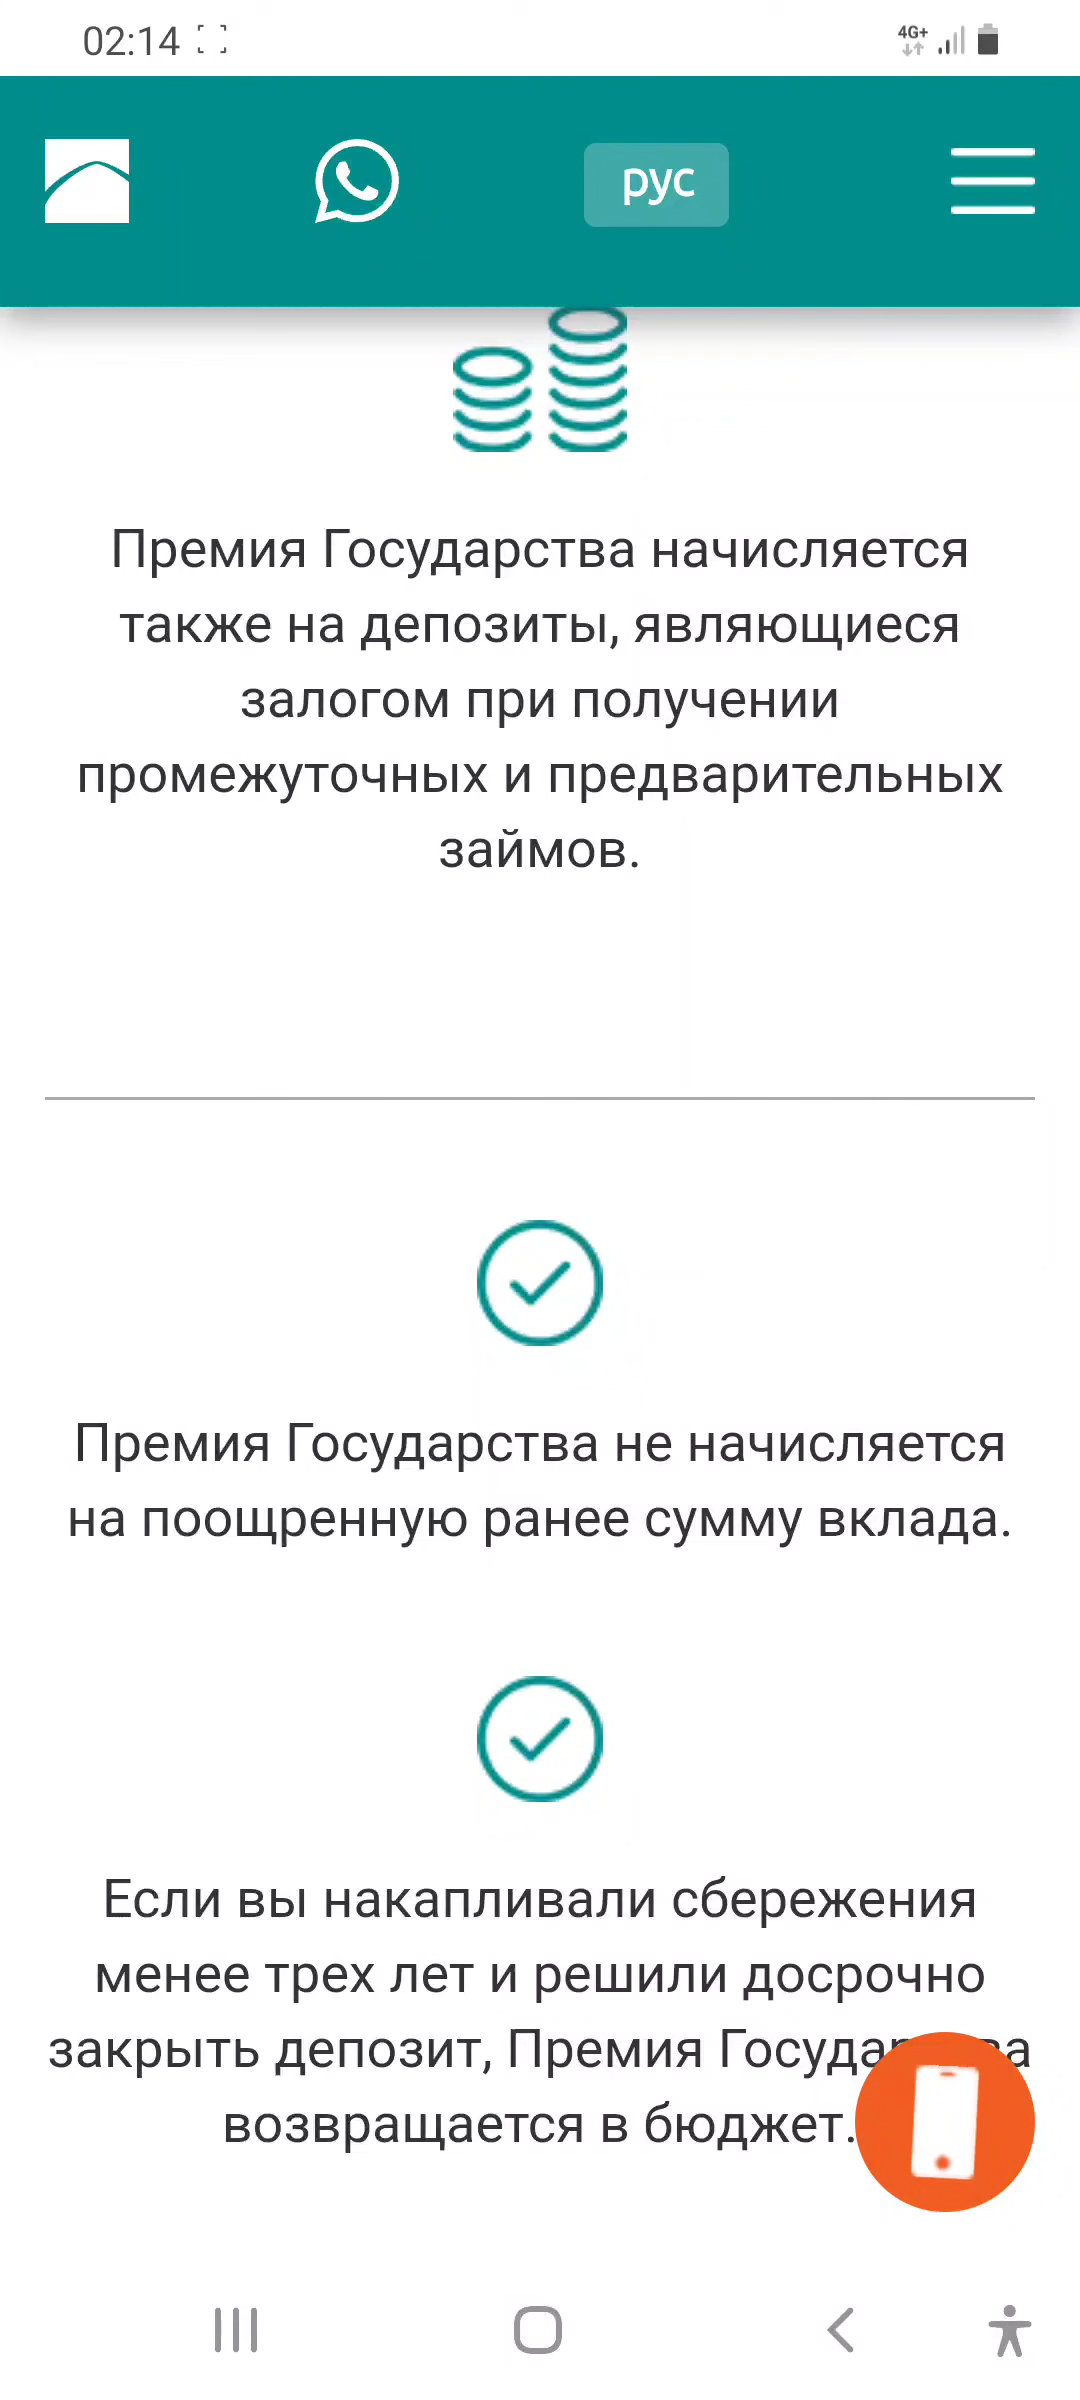 02:14
4G+
рус
Премия Государства начисляется
также на депозиты, являющиеся
залогом при получении
промежуточных и предварительных
займов.
Премия Государства не начисляется
на поощренную ранее сумму вклада.
Если вы накапливали сбережения
менее трех лет и решили досрочно
закрыть депозит, Премия Государства
возвращается в бюджет.